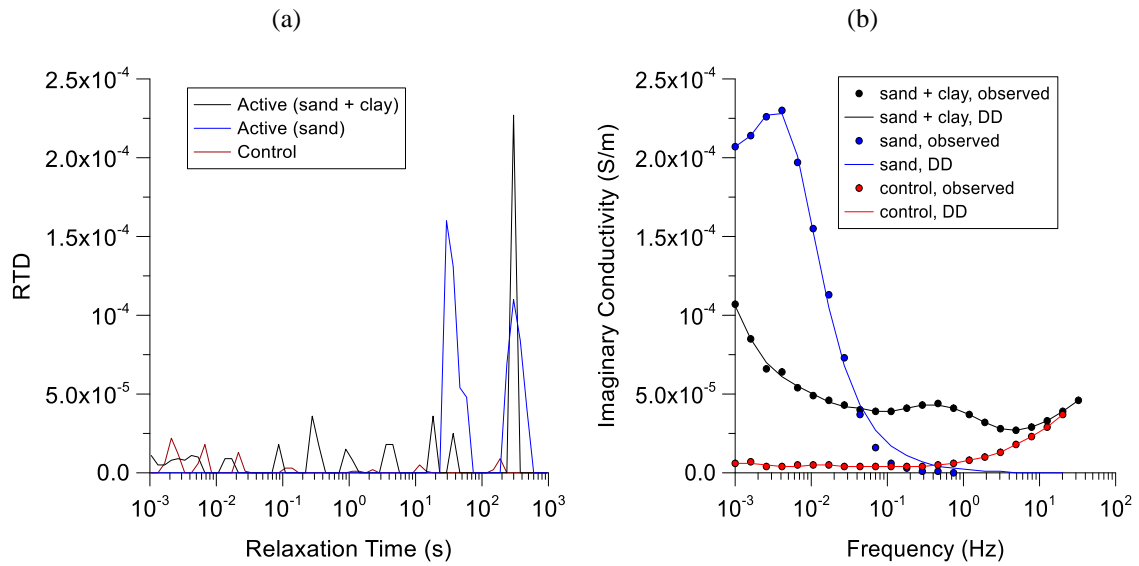 (a)
(b)
2.5x10-4
2.0x10-4
1.5x10-4
10-4
5.0x10-5
0.0
RTD
Active (sand + clay)
Active (sand)
Control
10-3
10-2
10-1
100
101
102
103
Relaxation Time (s)
2.5x10-4
2.0x10-4
1.5x10-4
10-4
5.0x10-5
0.0
Imaginary Conductivity (S/m)
sand + clay, observed
sand + clay, DD
sand, observed
sand, DD
control, observed
control, DD
10-3
10-2
10-1
100
101
102
Frequency (Hz)